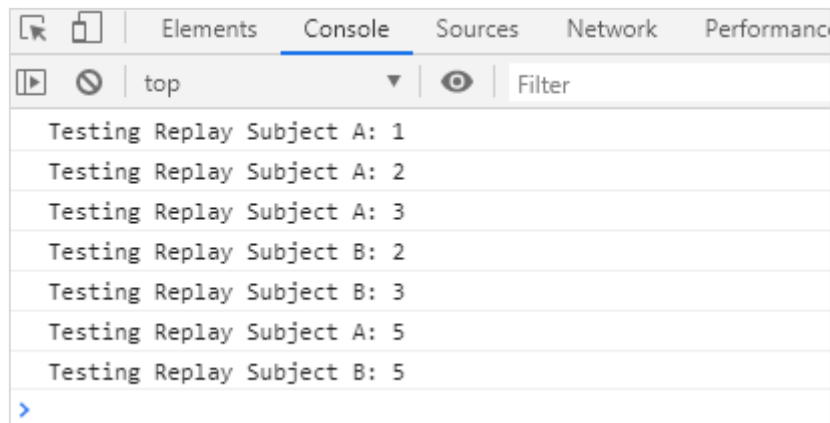 Elements Console Sources Network Performance
top Filter
Testing Replay Subject A: 1
Testing Replay Subject A: 2
Testing Replay Subject A: 3
Testing Replay Subject B: 2
Testing Replay Subject B: 3
Testing Replay Subject A: 5
Testing Replay Subject B: 5
>